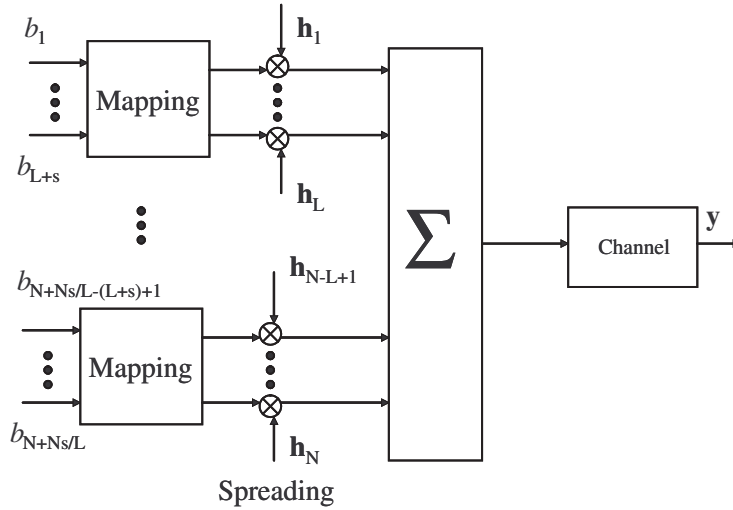 b1
h1
Mapping
bL+s
hL
Σ
y
Channel
bN+Ns/L-(L+s)+1
hN-L+1
Mapping
bN+Ns/L
hN
Spreading